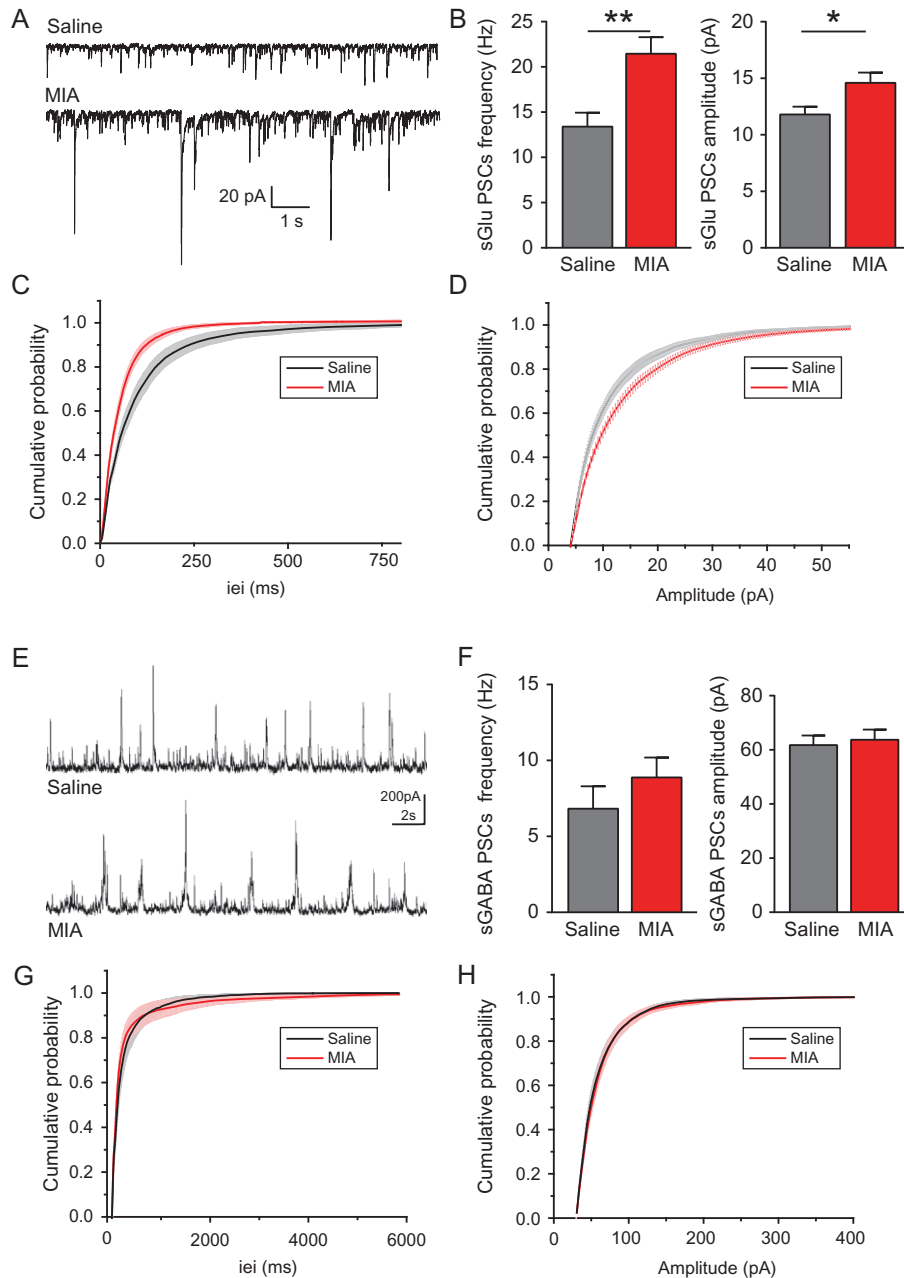 A
Saline
MIA
20 pA
1 s
B
**
sGlu PSCs frequency (Hz)
25
20
15
10
5
0
Saline
MIA
*
sGlu PSCs amplitude (pA)
20
15
10
5
0
Saline
MIA
C
Cumulative probability
1.0
0.8
0.6
0.4
0.2
0.0
Saline
MIA
0
250
500
750
iei (ms)
D
Cumulative probability
1.0
0.8
0.6
0.4
0.2
0.0
Saline
MIA
0
10
20
30
40
50
Amplitude (pA)
E
Saline
200pA
2s
MIA
F
sGABA PSCs frequency (Hz)
15
10
5
0
Saline
MIA
sGABA PSCs amplitude (pA)
80
60
40
20
0
Saline
MIA
G
Cumulative probability
1.0
0.8
0.6
0.4
0.2
0.0
Saline
MIA
0
2000
4000
6000
iei (ms)
H
Cumulative probability
1.0
0.8
0.6
0.4
0.2
0.0
Saline
MIA
0
100
200
300
400
Amplitude (pA)